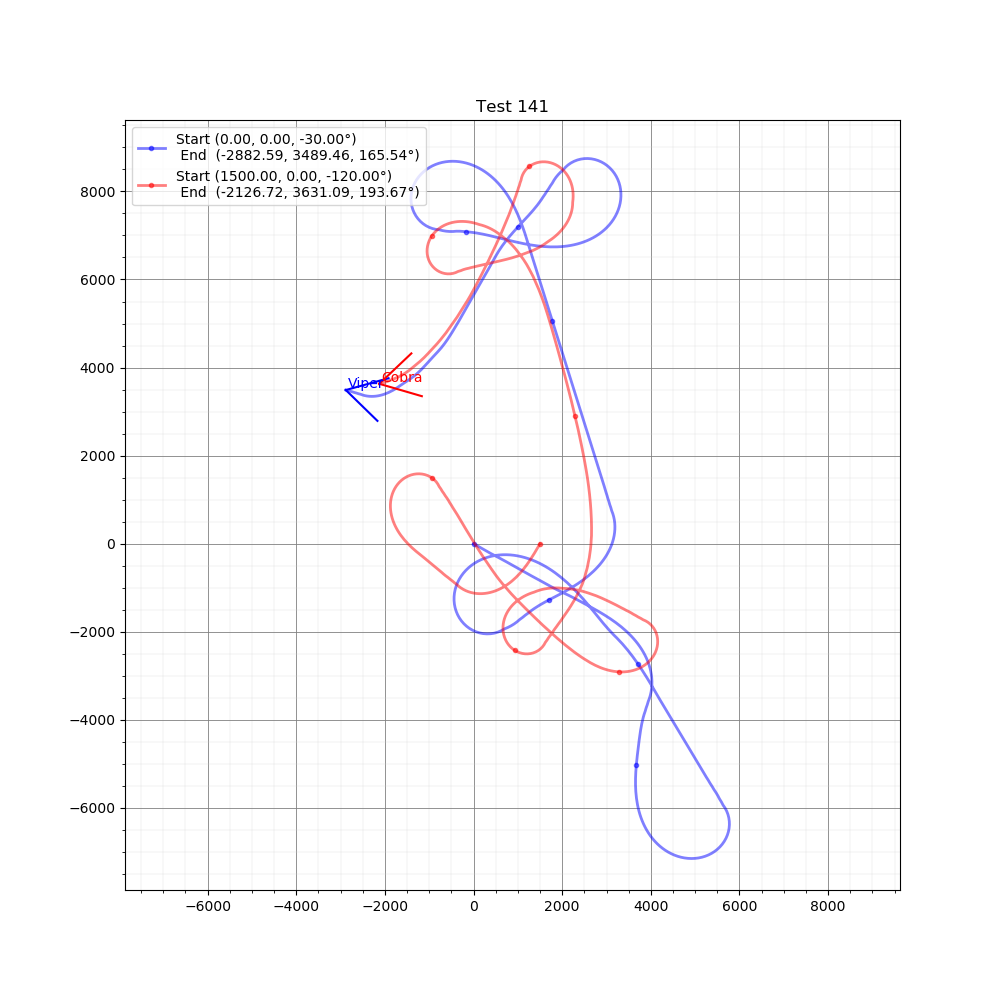 Test 141
Start (0.00, 0.00, -30.00°)
End (-2882.59, 3489.46, 165.54°)
Start (1500.00, 0.00, -120.00°)
End (-2126.72, 3631.09, 193.67°)
8000
6000
4000
2000
0
−2000
−4000
−6000
Viper
Cobra
−6000 −4000 −2000 0 2000 4000 6000 8000